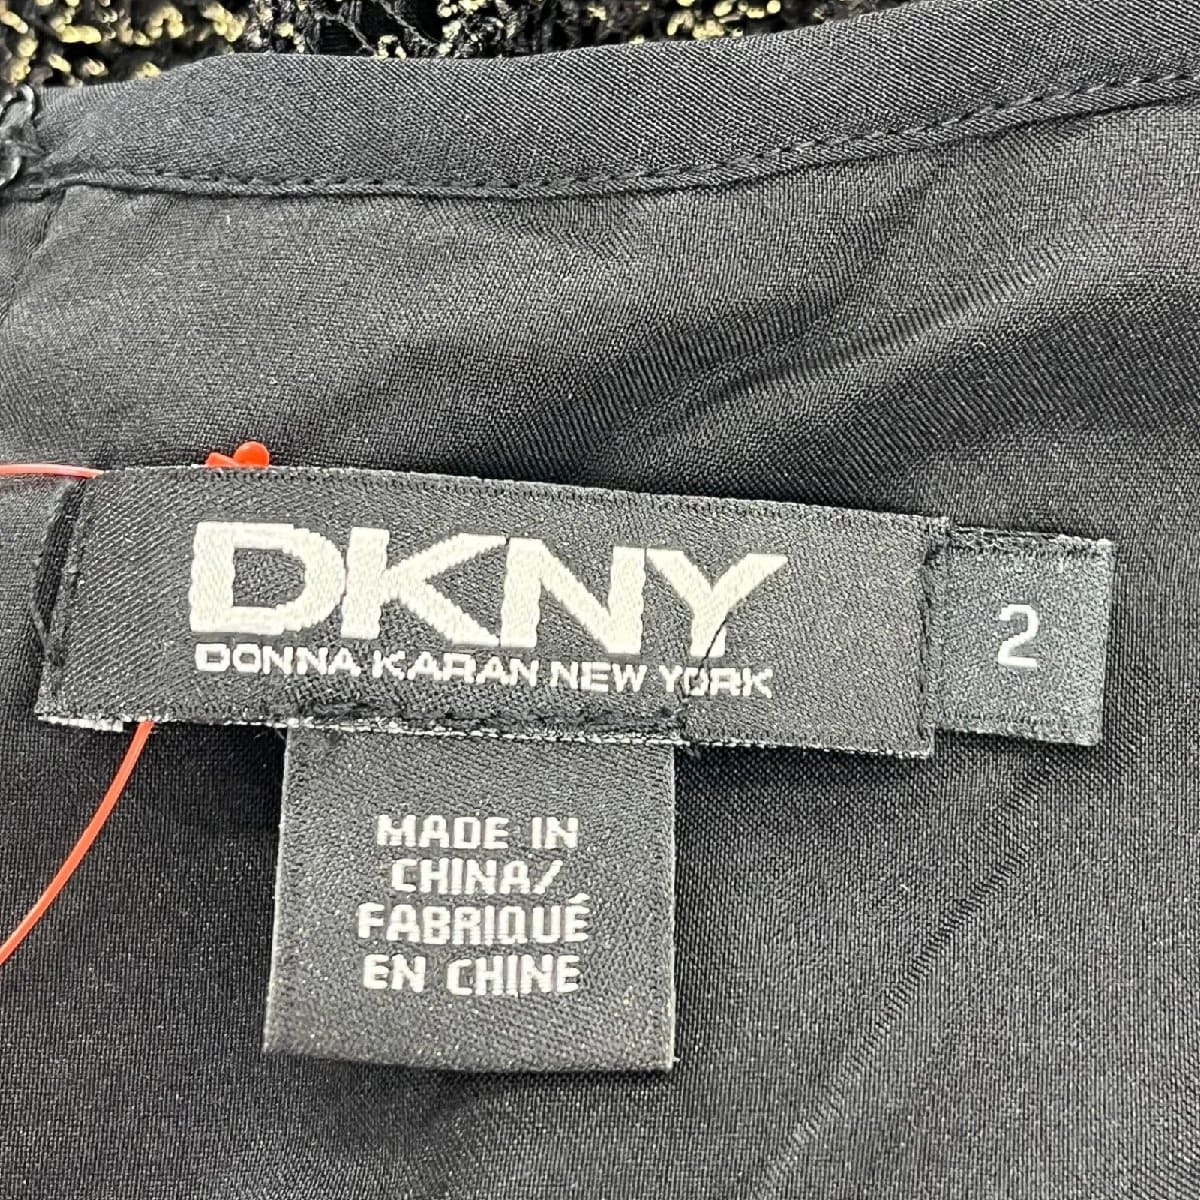 DKNY
DONNA KARAN NEW YORK
2
MADE IN
CHINA/
FABRIQUÉ
EN CHINE